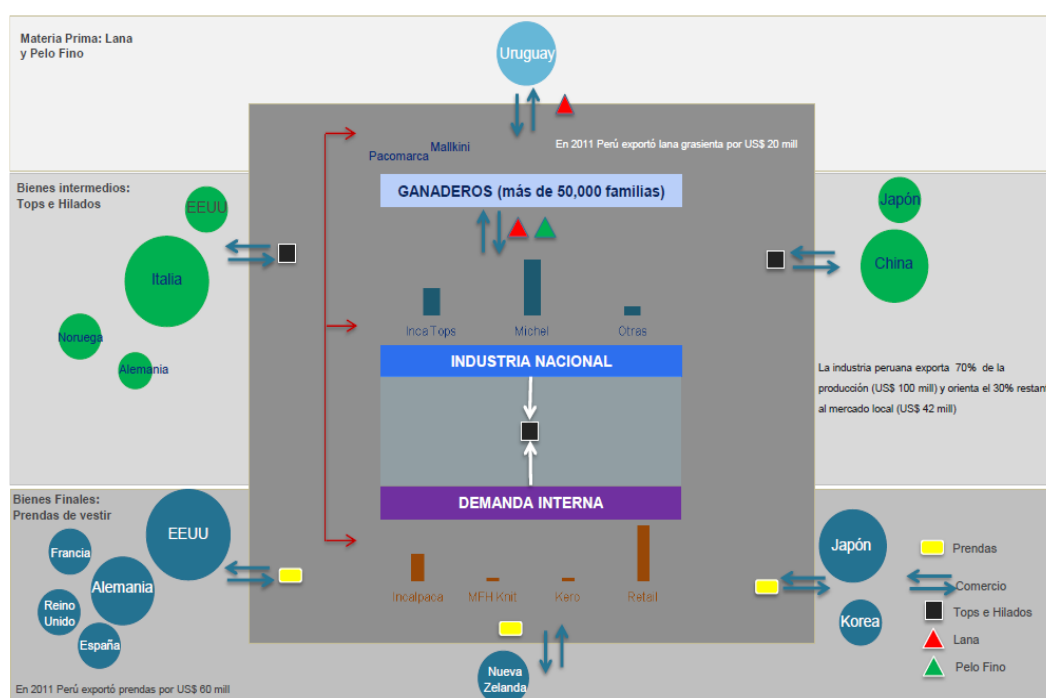 Materia Prima: Lana
y Pelo Fino
Uruguay
En 2011 Perú exportó lana grasienta por US$ 20 mill
Mallkini
Pacomarca
GANADEROS (más de 50,000 familias)
Bienes intermedios:
Tops e Hilados
EEUU
Italia
Noruega
Alemania
Japón
China
Inca Tops
Michel
Otras
INDUSTRIA NACIONAL
La industria peruana exporta 70% de la
producción (US$ 100 mill) y orienta el 30% restan
al mercado local (US$ 42 mill)
DEMANDA INTERNA
Bienes Finales:
Prendas de vestir
EEUU
Francia
Alemania
Reino
Unido
España
Incalpaca
MFH Knit
Kero
Retail
Japón
Korea
Prendas
Comercio
Tops e Hilados
Lana
Pelo Fino
Nueva
Zelanda
En 2011 Perú exportó prendas por US$ 60 mill